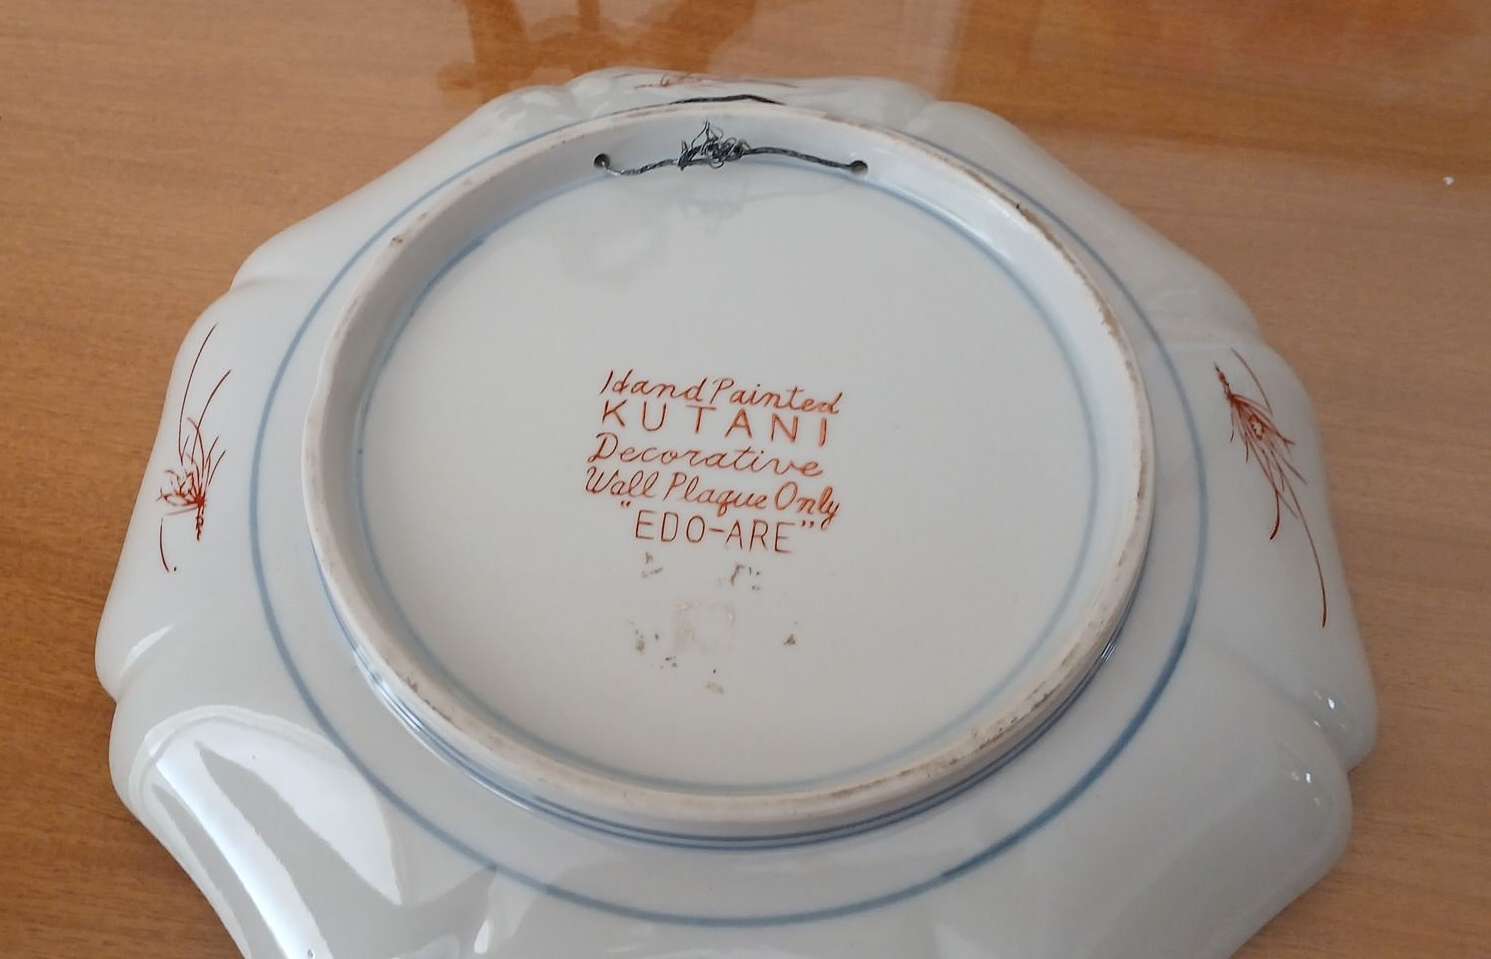 Hand Painted
KUTANI
Decorative
Wall Plaque Only
"EDO-ARE"